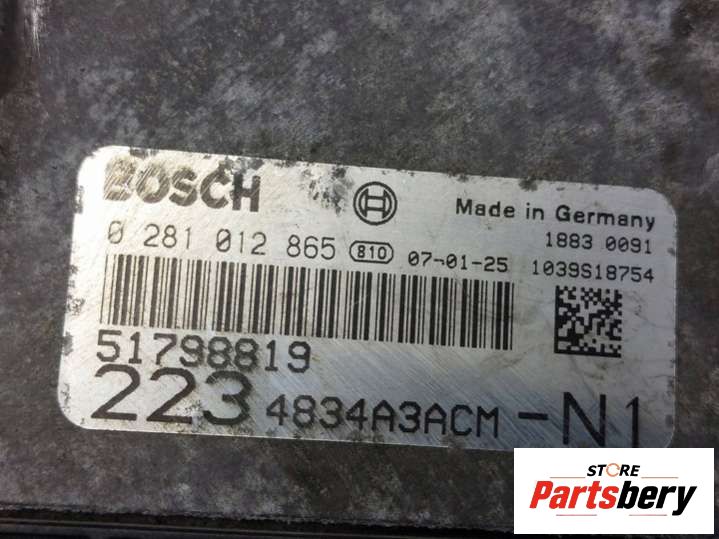 BOSCH
Made in Germany
0 281 012 865 810 07-01-25
1883 0091
1039S18754
51798819
223 4834A3ACM -N1
STORE
Partsbery